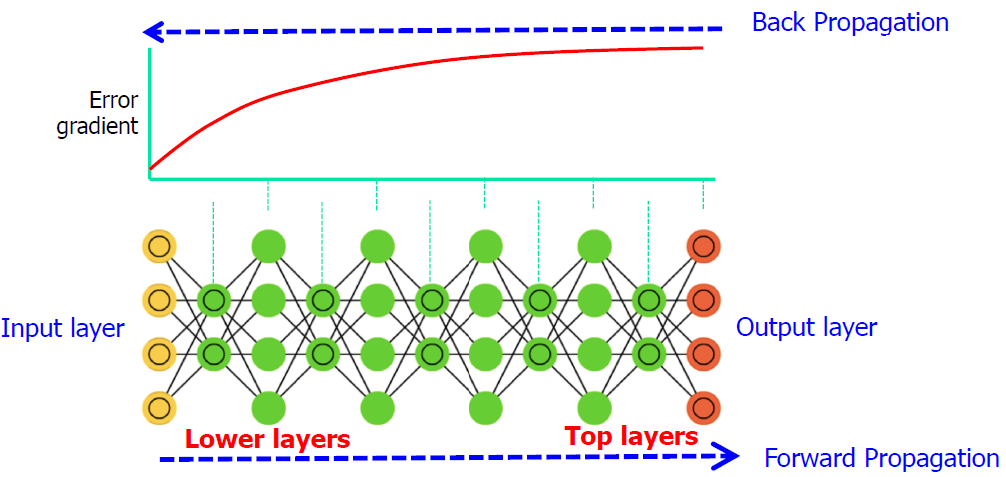 Back Propagation
Error
gradient
Input layer
Output layer
Lower layers
Top layers
Forward Propagation